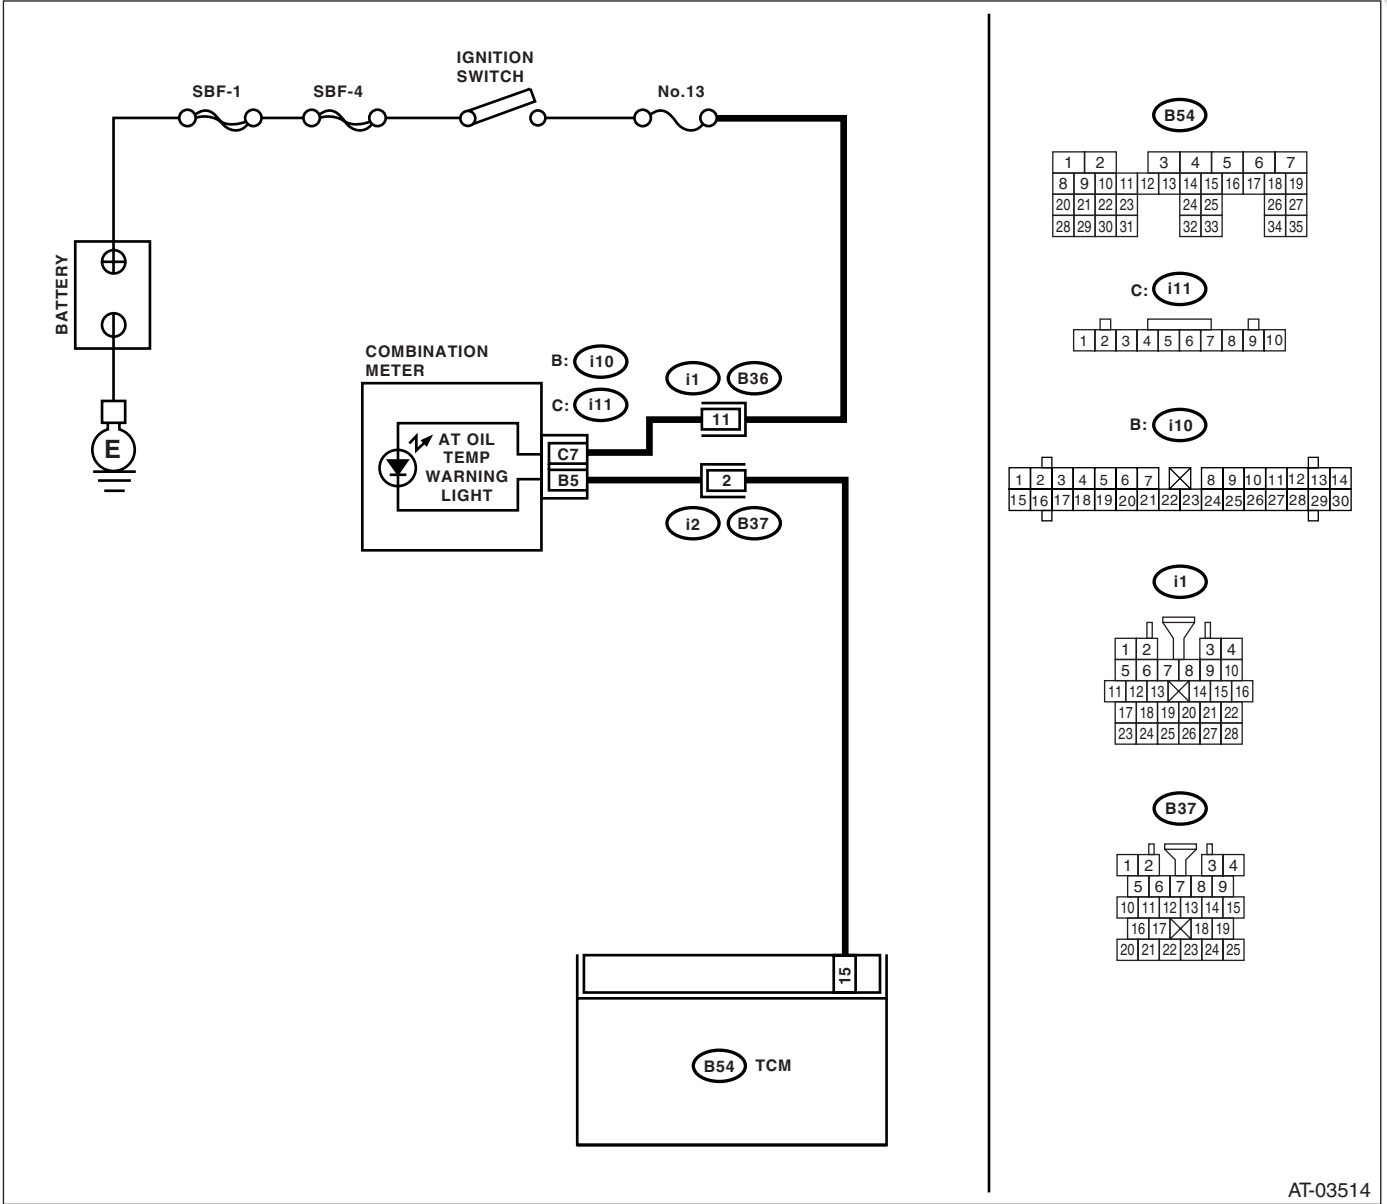 IGNITION
SWITCH
SBF-1
SBF-4
No.13
BATTERY
E
COMBINATION
METER
B: i10
C: i11
i1 B36
11
AT OIL
TEMP
WARNING
LIGHT
C7
B5
2
i2 B37
15
B54 TCM
B54
1 2 3 4 5 6 7
8 9 10 11 12 13 14 15 16 17 18 19
20 21 22 23 24 25 26 27
28 29 30 31 32 33 34 35
C: i11
1 2 3 4 5 6 7 8 9 10
B: i10
1 2 3 4 5 6 7 8 9 10 11 12 13 14
15 16 17 18 19 20 21 22 23 24 25 26 27 28 29 30
i1
1 2 3 4
5 6 7 8 9 10
11 12 13 14 15 16
17 18 19 20 21 22
23 24 25 26 27 28
B37
1 2 3 4
5 6 7 8 9
10 11 12 13 14 15
16 17 18 19
20 21 22 23 24 25
AT-03514